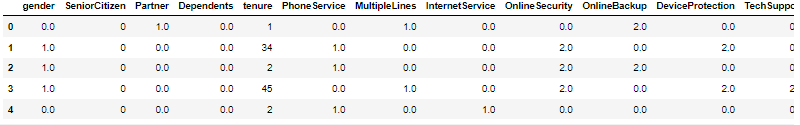 gender SeniorCitizen Partner Dependents tenure PhoneService MultipleLines InternetService OnlineSecurity OnlineBackup DeviceProtection
0 0.0 0 1.0 0.0 1 0.0 1.0 0.0 0.0 2.0 0.0
1 1.0 0 0.0 0.0 34 1.0 0.0 0.0 2.0 0.0 2.0
2 1.0 0 0.0 0.0 2 1.0 0.0 0.0 2.0 2.0 0.0
3 1.0 0 0.0 0.0 45 0.0 1.0 0.0 2.0 0.0 2.0
4 0.0 0 0.0 0.0 2 1.0 0.0 1.0 0.0 0.0 0.0